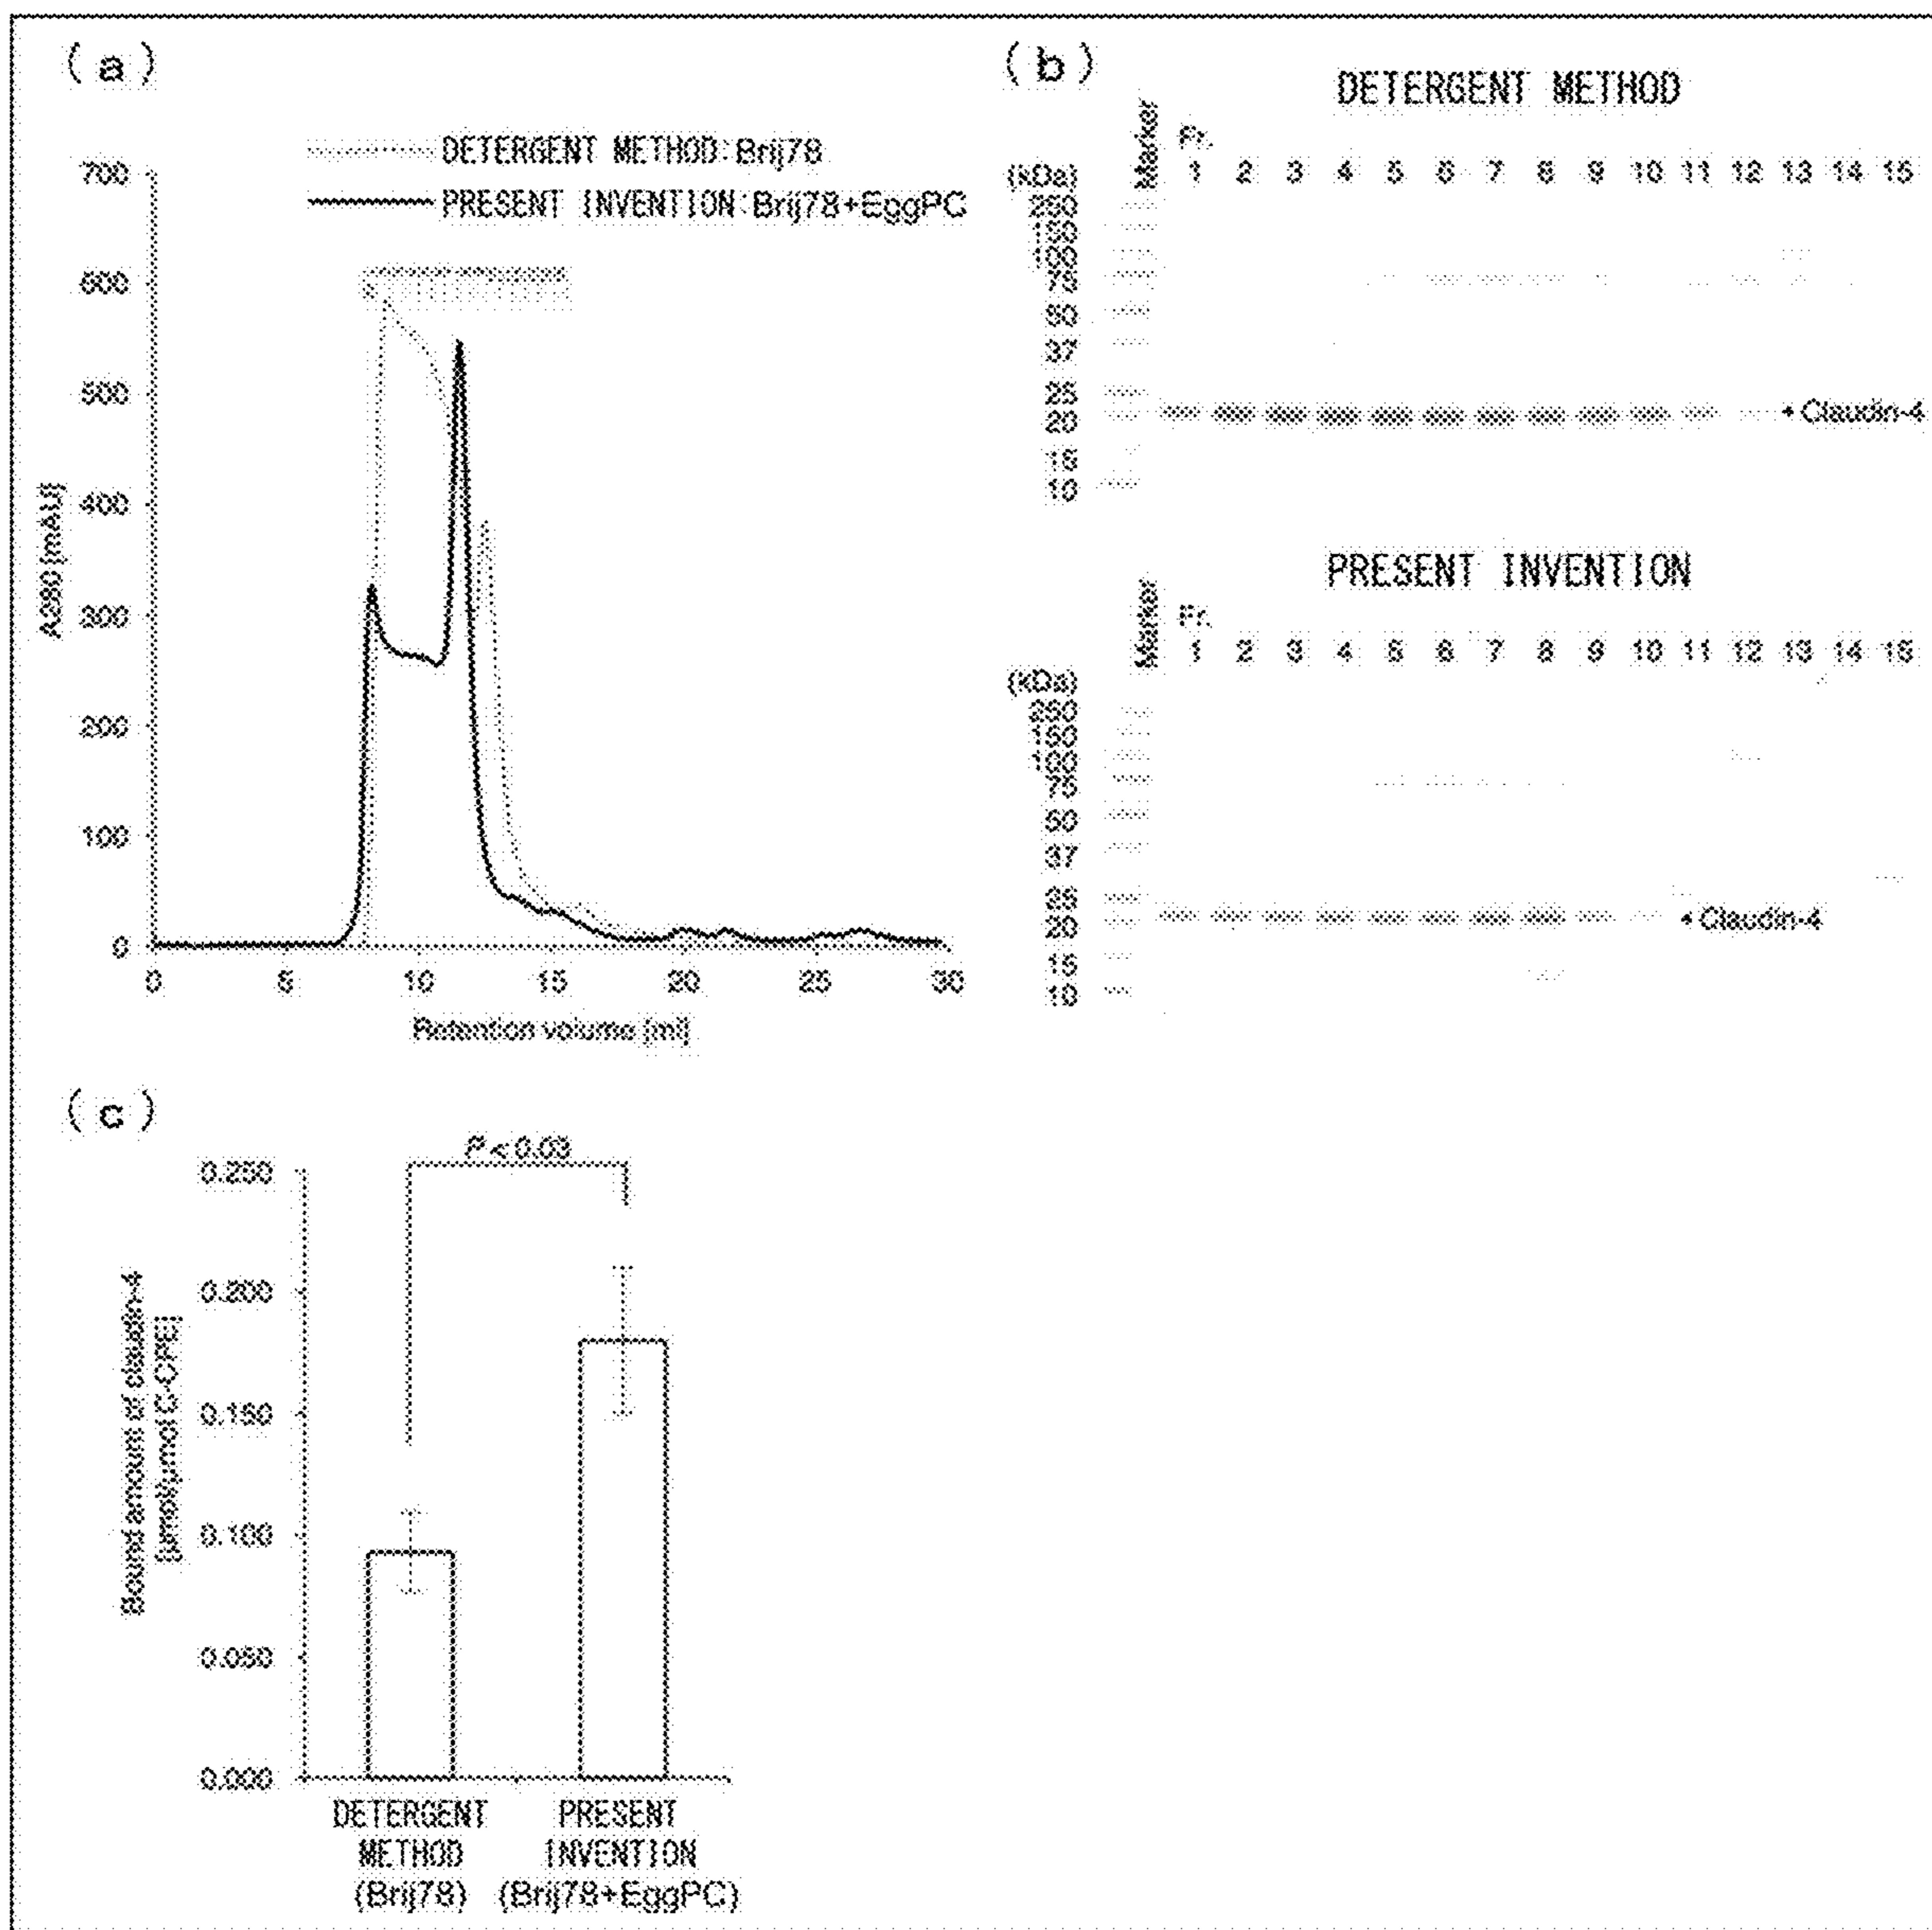 (a)
DETERGENT METHOD:Brij78
PRESENT INVENTION:Brij78+EggPC
700
600
500
400
300
200
100
0
A280 [mAU]
0 5 10 15 20 25 30
Retention volume [ml]
(b)
DETERGENT METHOD
Marker
Fr.
1 2 3 4 5 6 7 8 9 10 11 12 13 14 15
(kDa)
250
150
100
75
50
37
25
20
15
10
Claudin-4
PRESENT INVENTION
Marker
Fr.
1 2 3 4 5 6 7 8 9 10 11 12 13 14 15
(kDa)
250
150
100
75
50
37
25
20
15
10
Claudin-4
(c)
P<0.03
0.250
0.200
0.150
0.100
0.050
0.000
Bound amount of claudin-4
[μmol/μmol C-CPE]
DETERGENT
METHOD
(Brij78)
PRESENT
INVENTION
(Brij78+EggPC)